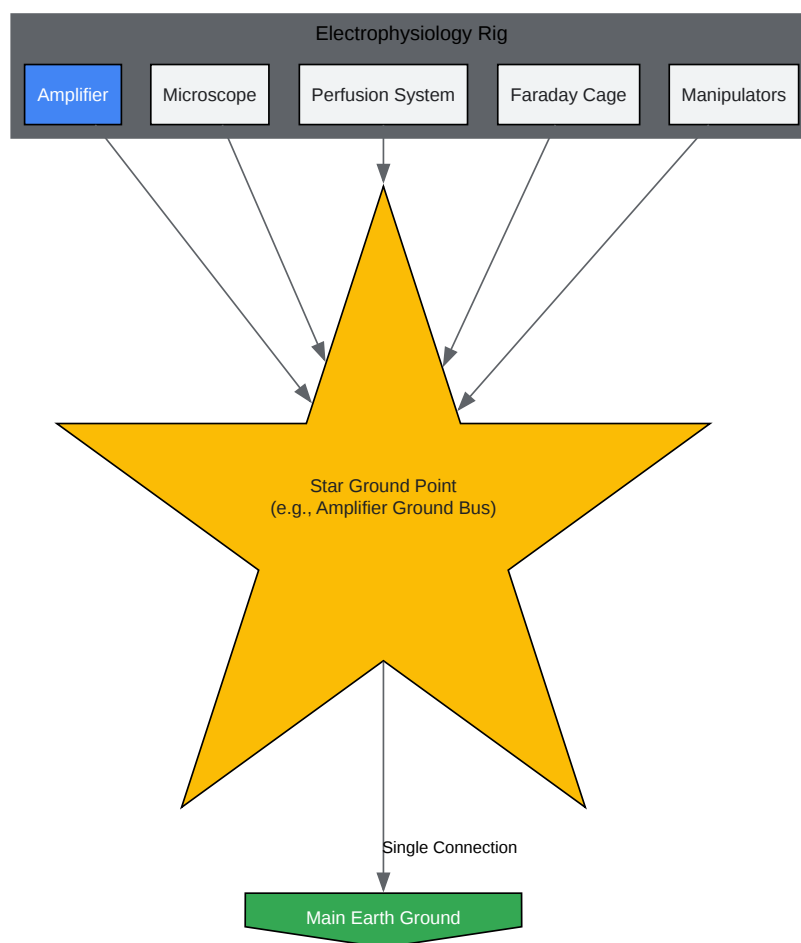 Electrophysiology Rig
Amplifier
Microscope
Perfusion System
Faraday Cage
Manipulators
Star Ground Point
(e.g., Amplifier Ground Bus)
Single Connection
Main Earth Ground